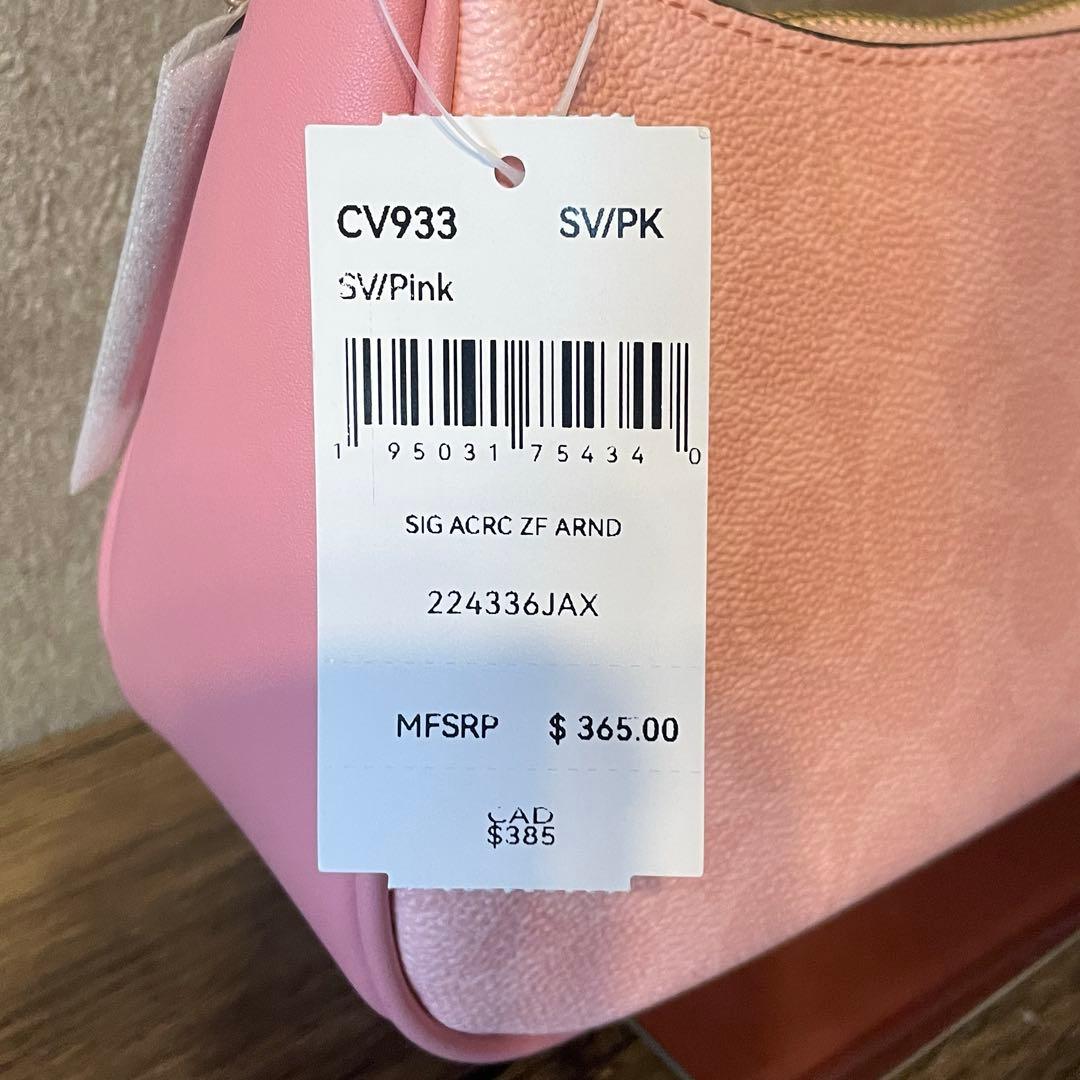 CV933 SV/PK
SV/Pink
1 95031 75434 0
SIG ACRC ZF ARND
224336JAX
MFSRP $ 365.00
CAD
$385